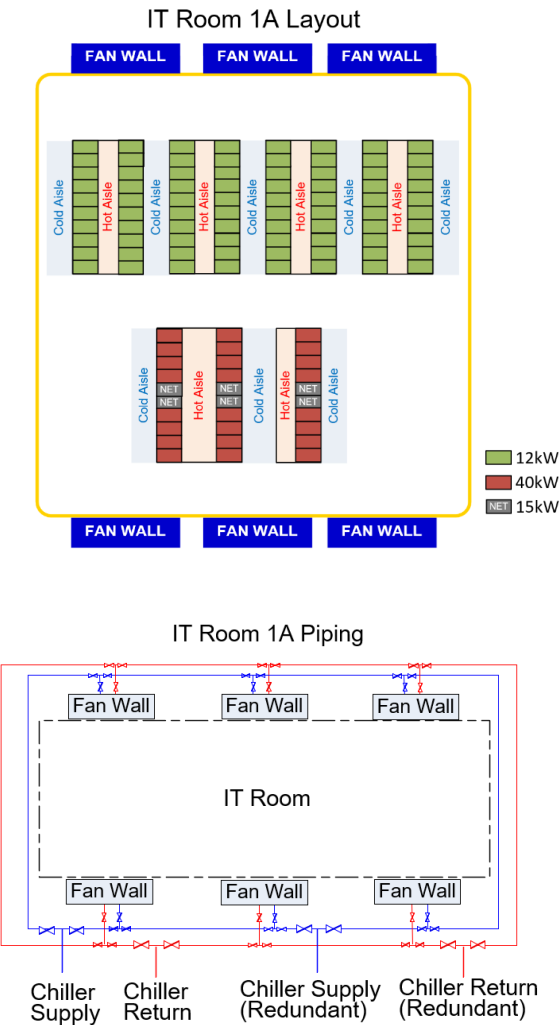 IT Room 1A Layout
FAN WALL FAN WALL FAN WALL
Cold Aisle Hot Aisle Cold Aisle Hot Aisle Cold Aisle Hot Aisle Cold Aisle Hot Aisle Cold Aisle
Cold Aisle Hot Aisle Cold Aisle Hot Aisle Cold Aisle
NET NET NET
NET NET NET
12kW
40kW
NET 15kW
FAN WALL FAN WALL FAN WALL
IT Room 1A Piping
Fan Wall Fan Wall Fan Wall
IT Room
Fan Wall Fan Wall Fan Wall
Chiller Supply
Chiller Return
Chiller Supply (Redundant)
Chiller Return (Redundant)